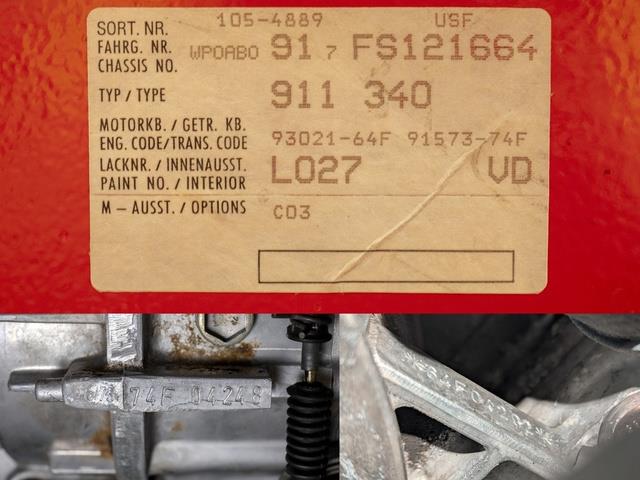 105-4889 USF
SORT. NR.
FAHRG. NR.
CHASSIS NO. WPOABO 91 7 FS121664
TYP / TYPE 911 340
MOTORKB. / GETR. KB.
ENG. CODE/TRANS. CODE 93021-64F 91573-74F
LACKNR. / INNENAUSST.
PAINT NO. / INTERIOR L027 VD
M – AUSST. / OPTIONS C03
74F 04248